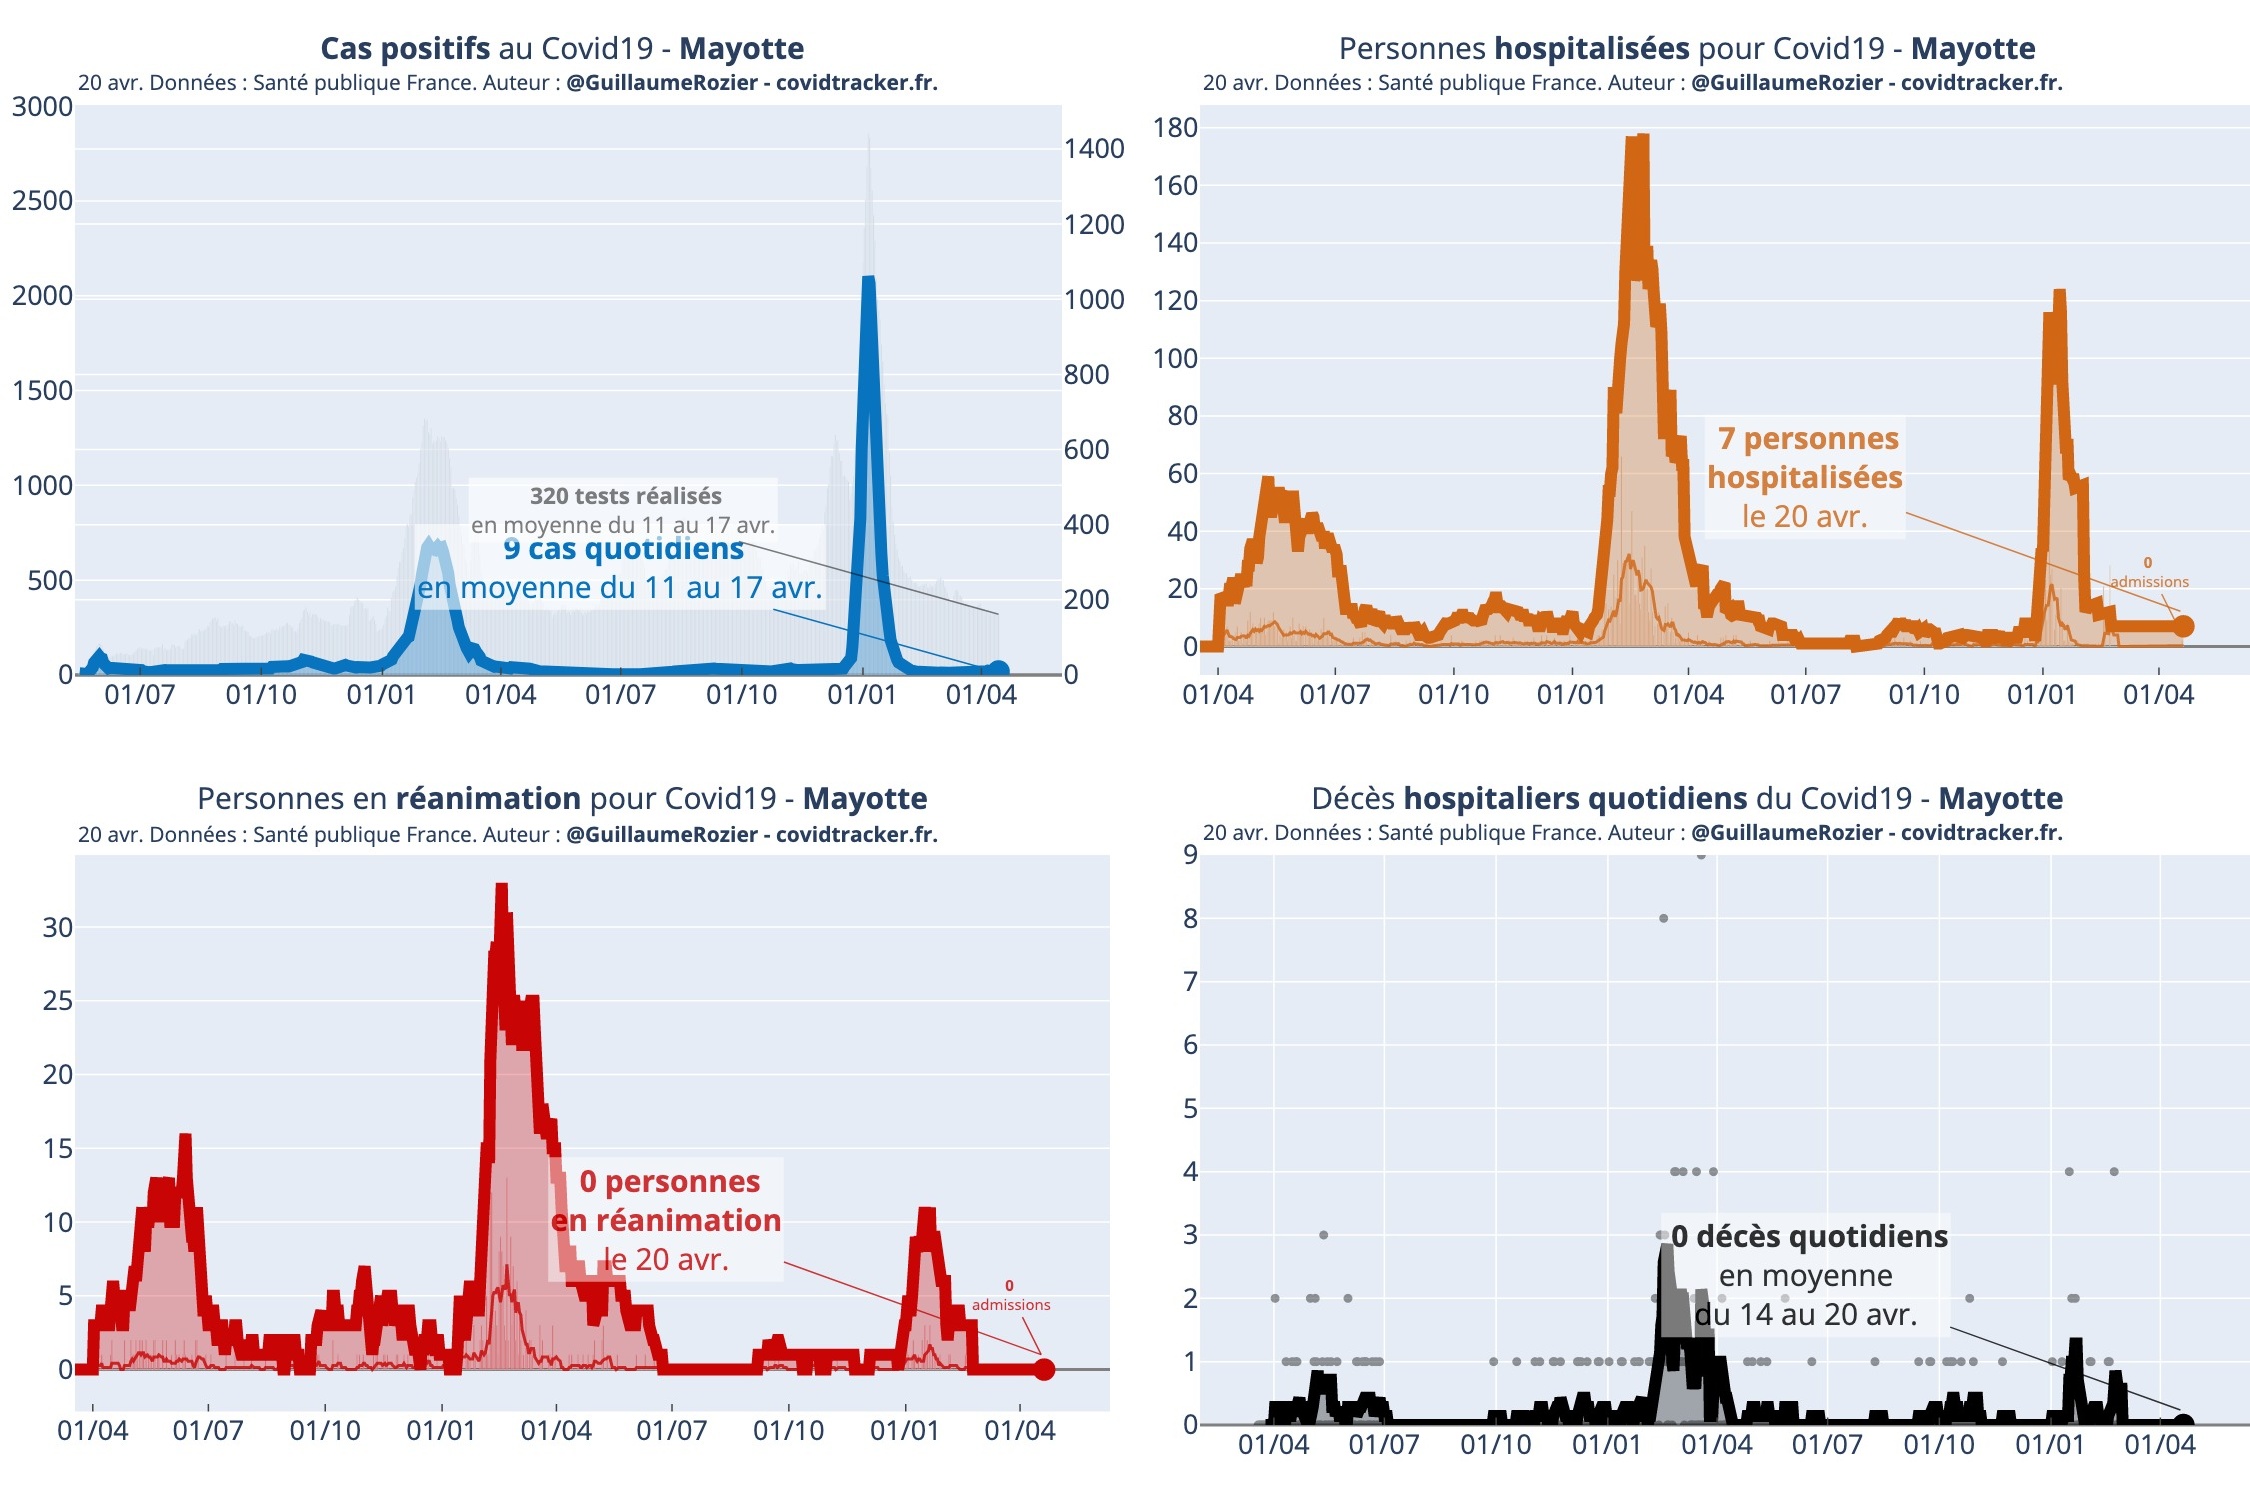 Cas positifs au Covid19 - Mayotte
20 avr. Données : Santé publique France. Auteur : @GuillaumeRozier - covidtracker.fr.
3000
2500
2000
1500
1000
500
0
1400
1200
1000
800
600
400
200
0
320 tests réalisés
en moyenne du 11 au 17 avr.
9 cas quotidiens
en moyenne du 11 au 17 avr.
01/07 01/10 01/01 01/04 01/07 01/10 01/01 01/04
Personnes hospitalisées pour Covid19 - Mayotte
20 avr. Données : Santé publique France. Auteur : @GuillaumeRozier - covidtracker.fr.
180
160
140
120
100
80
60
40
20
0
7 personnes
hospitalisées
le 20 avr.
0
admissions
01/04 01/07 01/10 01/01 01/04 01/07 01/10 01/01 01/04
Personnes en réanimation pour Covid19 - Mayotte
20 avr. Données : Santé publique France. Auteur : @GuillaumeRozier - covidtracker.fr.
30
25
20
15
10
5
0
0 personnes
en réanimation
le 20 avr.
0
admissions
01/04 01/07 01/10 01/01 01/04 01/07 01/10 01/01 01/04
Décès hospitaliers quotidiens du Covid19 - Mayotte
20 avr. Données : Santé publique France. Auteur : @GuillaumeRozier - covidtracker.fr.
9
8
7
6
5
4
3
2
1
0
0 décès quotidiens
en moyenne
du 14 au 20 avr.
01/04 01/07 01/10 01/01 01/04 01/07 01/10 01/01 01/04